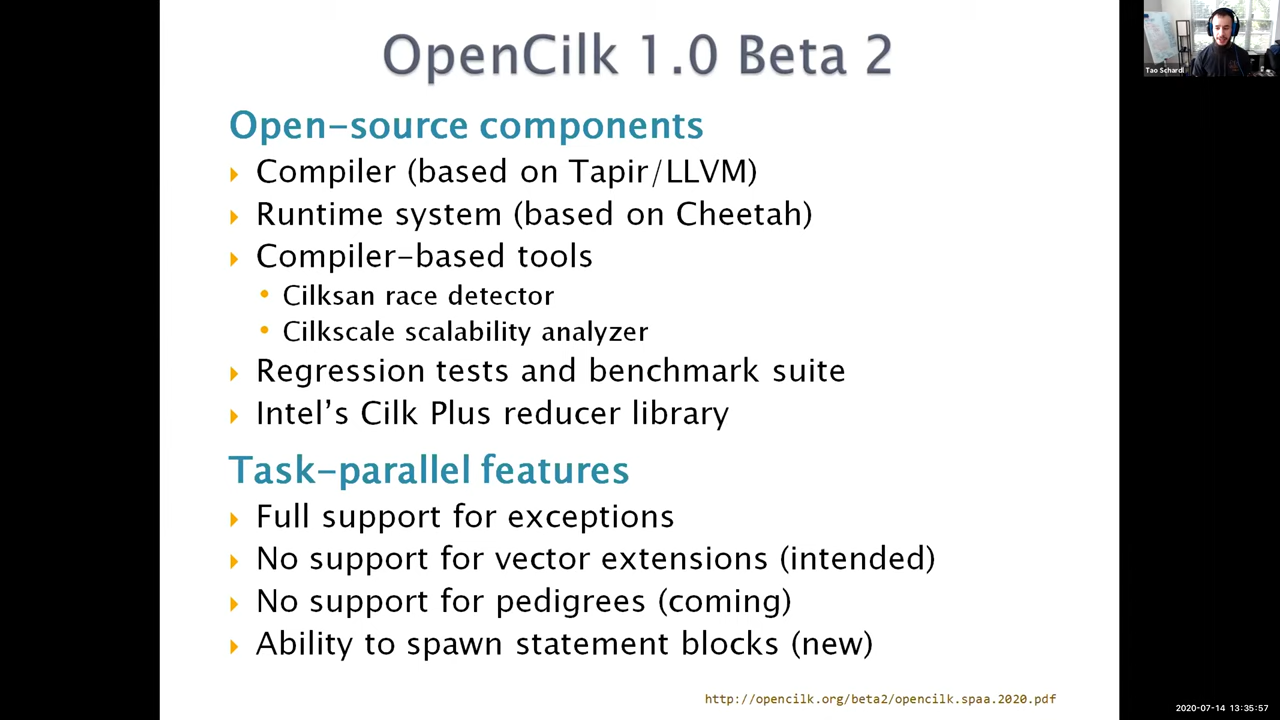 OpenCilk 1.0 Beta 2
Tao Schardl
Open-source components
Compiler (based on Tapir/LLVM)
Runtime system (based on Cheetah)
Compiler-based tools
Cilksan race detector
Cilkscale scalability analyzer
Regression tests and benchmark suite
Intel's Cilk Plus reducer library
Task-parallel features
Full support for exceptions
No support for vector extensions (intended)
No support for pedigrees (coming)
Ability to spawn statement blocks (new)
http://opencilk.org/beta2/opencilk.spaa.2020.pdf
2020-07-14 13:35:57